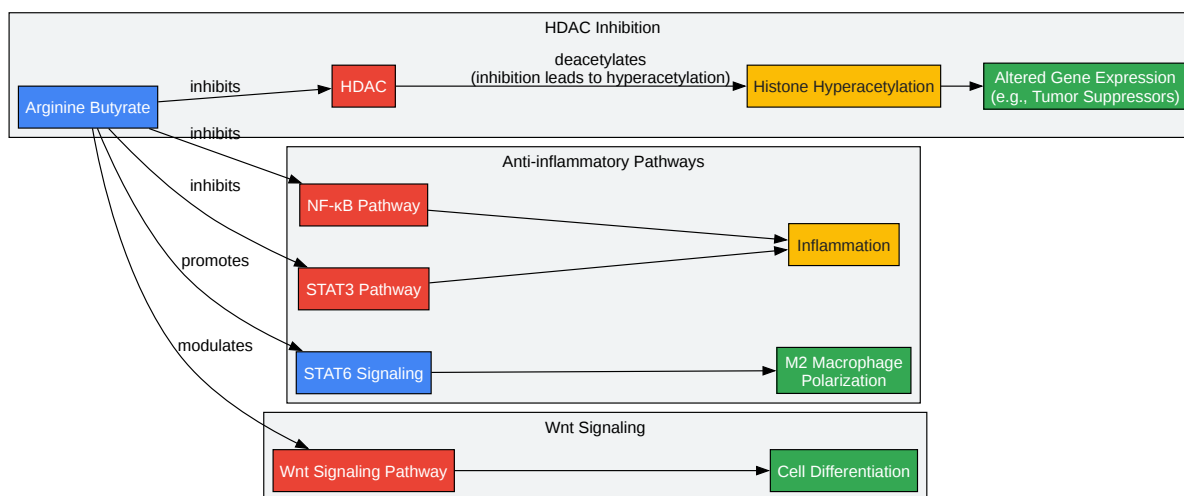 HDAC Inhibition
deacetylates
(inhibition leads to hyperacetylation)
inhibits
HDAC
Histone Hyperacetylation
Altered Gene Expression
(e.g., Tumor Suppressors)
Arginine Butyrate
inhibits
Anti-inflammatory Pathways
inhibits
NF-κB Pathway
Inflammation
promotes
STAT3 Pathway
modulates
STAT6 Signaling
M2 Macrophage
Polarization
Wnt Signaling
Wnt Signaling Pathway
Cell Differentiation